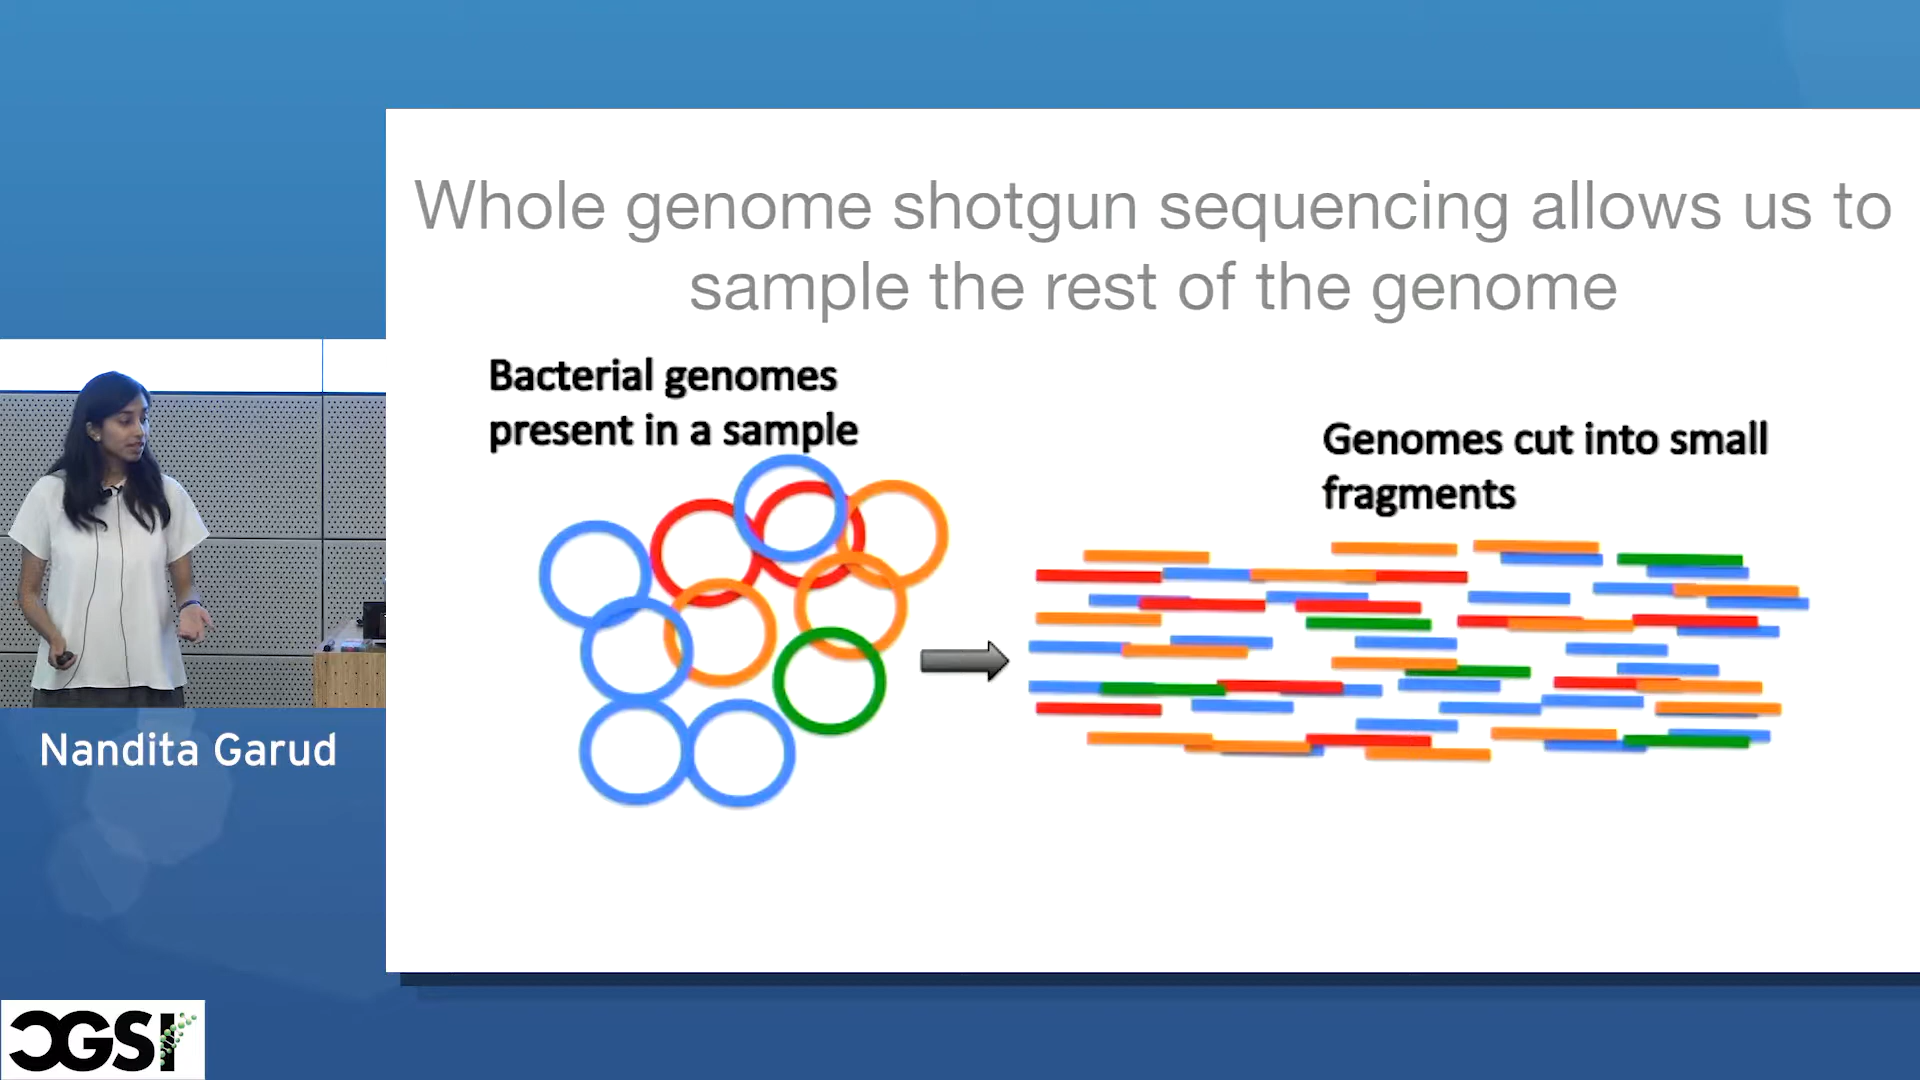 Whole genome shotgun sequencing allows us to
sample the rest of the genome
Bacterial genomes
present in a sample
Genomes cut into small
fragments
Nandita Garud
CGSI